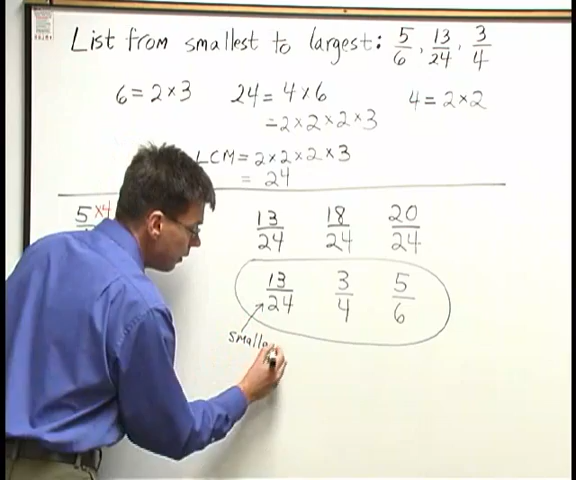 List from smallest to largest: 5/6, 13/24, 3/4
6 = 2 × 3 24 = 4 × 6 4 = 2 × 2
= 2 × 2 × 2 × 3
LCM = 2 × 2 × 2 × 3
= 24
5 ×4 13/24 18/24 20/24
13/24 3/4 5/6
smalle